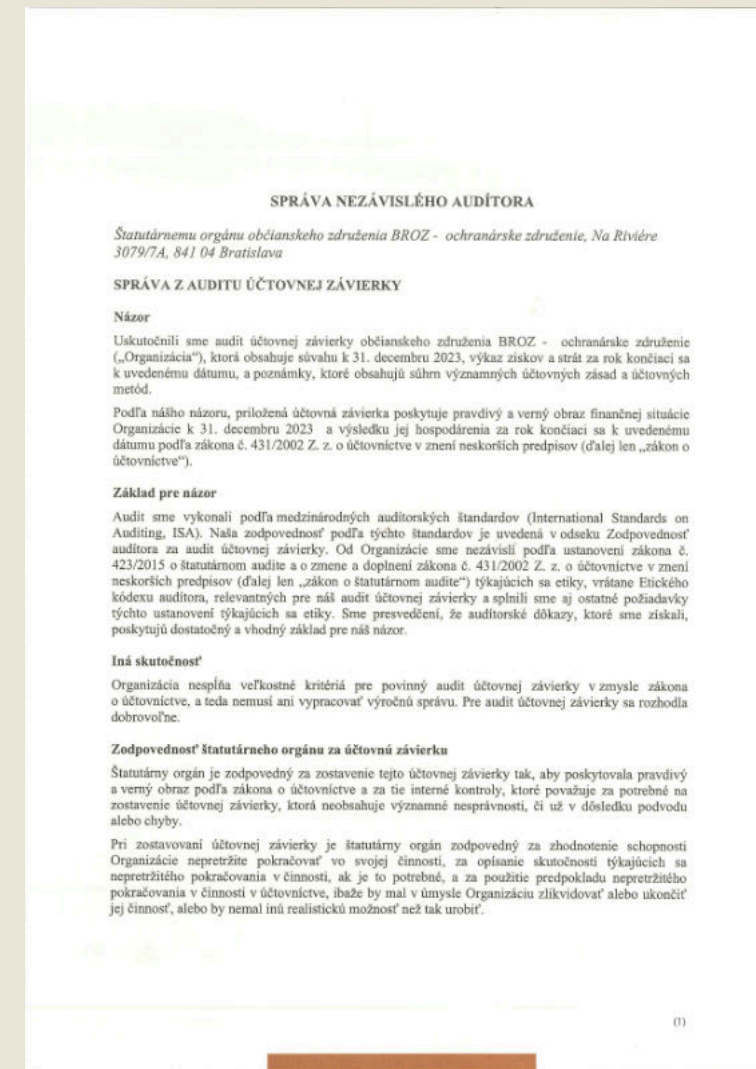 SPRÁVA NEZÁVISLÉHO AUDÍTORA
Štatutárnemu orgánu občianskeho združenia BROZ - ochranárske združenie, Na Riviére
3079/7A, 841 04 Bratislava
SPRÁVA Z AUDITU ÚČTOVNEJ ZÁVIERKY
Názor
Uskutočnili sme audit účtovnej závierky občianskeho združenia BROZ - ochranárske združenie
(„Organizácia“), ktorá obsahuje súvahu k 31. decembru 2023, výkaz ziskov a strát za rok končiaci sa
k uvedenému dátumu, a poznámky, ktoré obsahujú súhrn významných účtovných zásad a účtovných
metód.
Podľa nášho názoru, priložená účtovná závierka poskytuje pravdivý a verný obraz finančnej situácie
Organizácie k 31. decembru 2023 a výsledku jej hospodárenia za rok končiaci sa k uvedenému
dátumu podľa zákona č. 431/2002 Z. z. o účtovníctve v znení neskorších predpisov (ďalej len „zákon o
účtovníctve“).
Základ pre názor
Audit sme vykonali podľa medzinárodných audítorských štandardov (International Standards on
Auditing, ISA). Naša zodpovednosť podľa týchto štandardov je uvedená v odseku Zodpovednosť
audítora za audit účtovnej závierky. Od Organizácie sme nezávislí podľa ustanovení zákona č.
423/2015 o štatutárnom audite a o zmene a doplnení zákona č. 431/2002 Z. z. o účtovníctve v znení
neskorších predpisov (ďalej len „zákon o štatutárnom audite“) týkajúcich sa etiky, vrátane Etického
kódexu audítora, relevantných pre náš audit účtovnej závierky a splnili sme aj ostatné požiadavky
týchto ustanovení týkajúcich sa etiky. Sme presvedčení, že audítorské dôkazy, ktoré sme získali,
poskytujú dostatočný a vhodný základ pre náš názor.
Iná skutočnosť
Organizácia nespĺňa veľkostné kritériá pre povinný audit účtovnej závierky v zmysle zákona
o účtovníctve, a teda nemusí ani vypracovať výročnú správu. Pre audit účtovnej závierky sa rozhodla
dobrovoľne.
Zodpovednosť štatutárneho orgánu za účtovnú závierku
Štatutárny orgán je zodpovedný za zostavenie tejto účtovnej závierky tak, aby poskytovala pravdivý
a verný obraz podľa zákona o účtovníctve a za tie interné kontroly, ktoré považuje za potrebné na
zostavenie účtovnej závierky, ktorá neobsahuje významné nesprávnosti, či už v dôsledku podvodu
alebo chyby.
Pri zostavovaní účtovnej závierky je štatutárny orgán zodpovedný za zhodnotenie schopnosti
Organizácie nepretržite pokračovať vo svojej činnosti, za opísanie skutočností týkajúcich sa
nepretržitého pokračovania v činnosti, ak je to potrebné, a za použitie predpokladu nepretržitého
pokračovania v činnosti v účtovníctve, ibaže by mal v úmysle Organizáciu zlikvidovať alebo ukončiť
jej činnosť, alebo by nemal inú realistickú možnosť než tak urobiť.
(1)